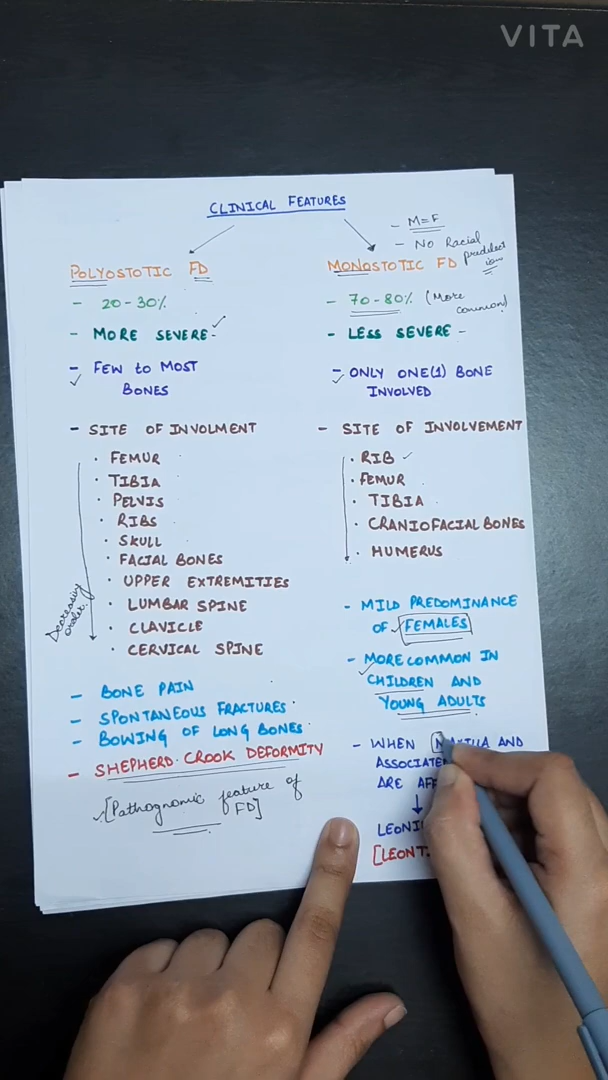 VITA
CLINICAL FEATURES
POLYOSTOTIC FD
- 20-30%
- MORE SEVERE-
- FEW TO MOST
BONES
- SITE OF INVOLMENT
· FEMUR
· TIBIA
· PELVIS
· RIBS
· SKULL
· FACIAL BONES
· UPPER EXTREMITIES
· LUMBAR SPINE
· CLAVICLE
· CERVICAL SPINE
Decreasing
order.
- BONE PAIN
- SPONTANEOUS FRACTURES
- BOWING OF LONG BONES
- SHEPHERD-CROOK DEFORMITY
[Pathognomic feature of
FD]
- M=F
- No Racial
predilect
ion
MONOSTOTIC FD
- 70-80% (More
common)
- LESS SEVERE -
- ONLY ONE(1) BONE
INVOLVED
- SITE OF INVOLVEMENT
· RIB
· FEMUR
· TIBIA
· CRANIOFACIAL BONES
· HUMERUS
- MILD PREDOMINANCE
OF FEMALES
- MORE COMMON IN
CHILDREN AND
YOUNG ADULTS
- WHEN AND
ARE